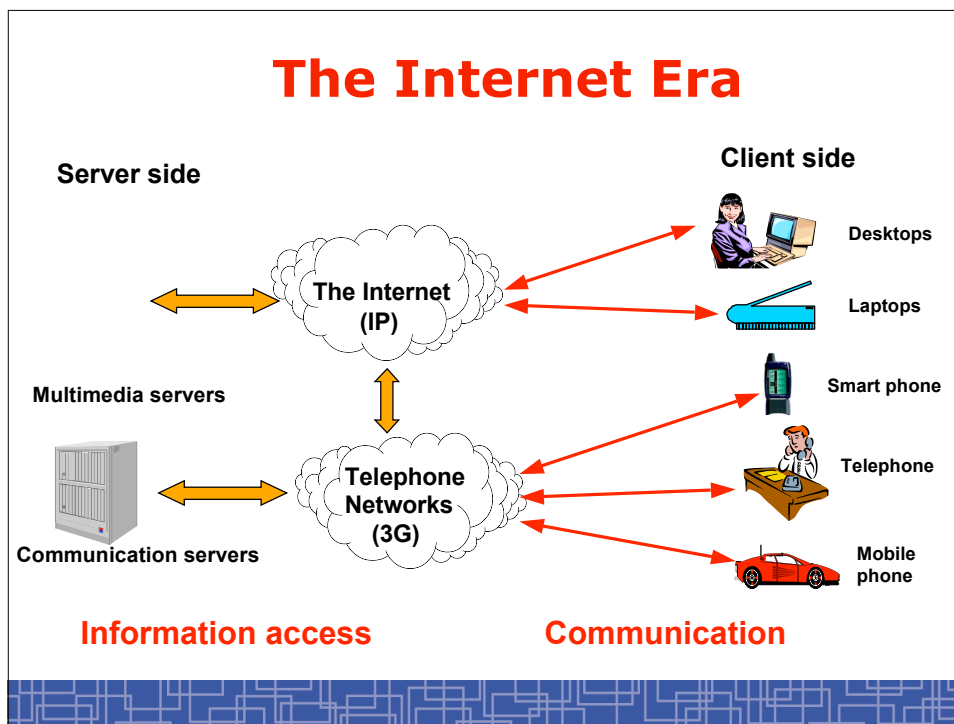 The Internet Era
Server side
Client side
Desktops
The Internet
(IP)
Laptops
Multimedia servers
Smart phone
Telephone
Networks
(3G)
Telephone
Communication servers
Mobile
phone
Information access
Communication